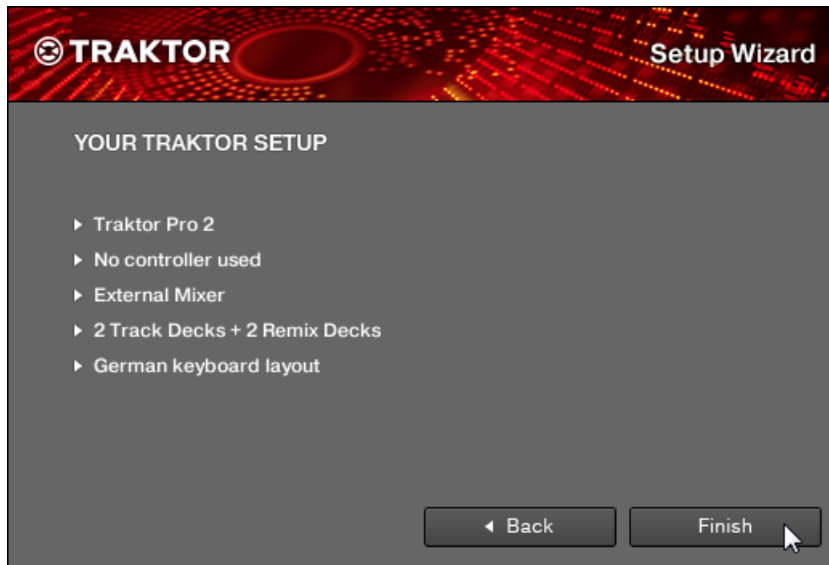 TRAKTOR
Setup Wizard
YOUR TRAKTOR SETUP
Traktor Pro 2
No controller used
External Mixer
2 Track Decks + 2 Remix Decks
German keyboard layout
Back
Finish